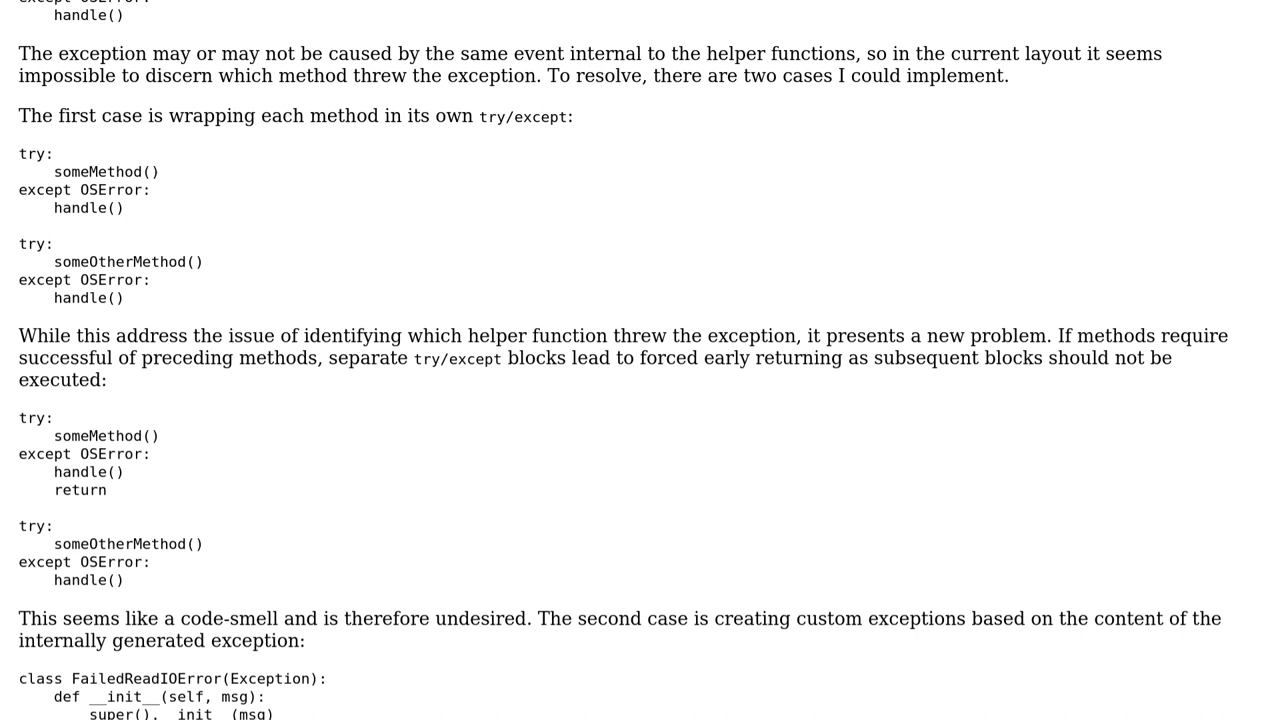 except OSError:
    handle()
The exception may or may not be caused by the same event internal to the helper functions, so in the current layout it seems
impossible to discern which method threw the exception. To resolve, there are two cases I could implement.
The first case is wrapping each method in its own try/except:
try:
    someMethod()
except OSError:
    handle()
try:
    someOtherMethod()
except OSError:
    handle()
While this address the issue of identifying which helper function threw the exception, it presents a new problem. If methods require
successful of preceding methods, separate try/except blocks lead to forced early returning as subsequent blocks should not be
executed:
try:
    someMethod()
except OSError:
    handle()
    return
try:
    someOtherMethod()
except OSError:
    handle()
This seems like a code-smell and is therefore undesired. The second case is creating custom exceptions based on the content of the
internally generated exception:
class FailedReadIOError(Exception):
    def __init__(self, msg):
        super().__init__(msg)